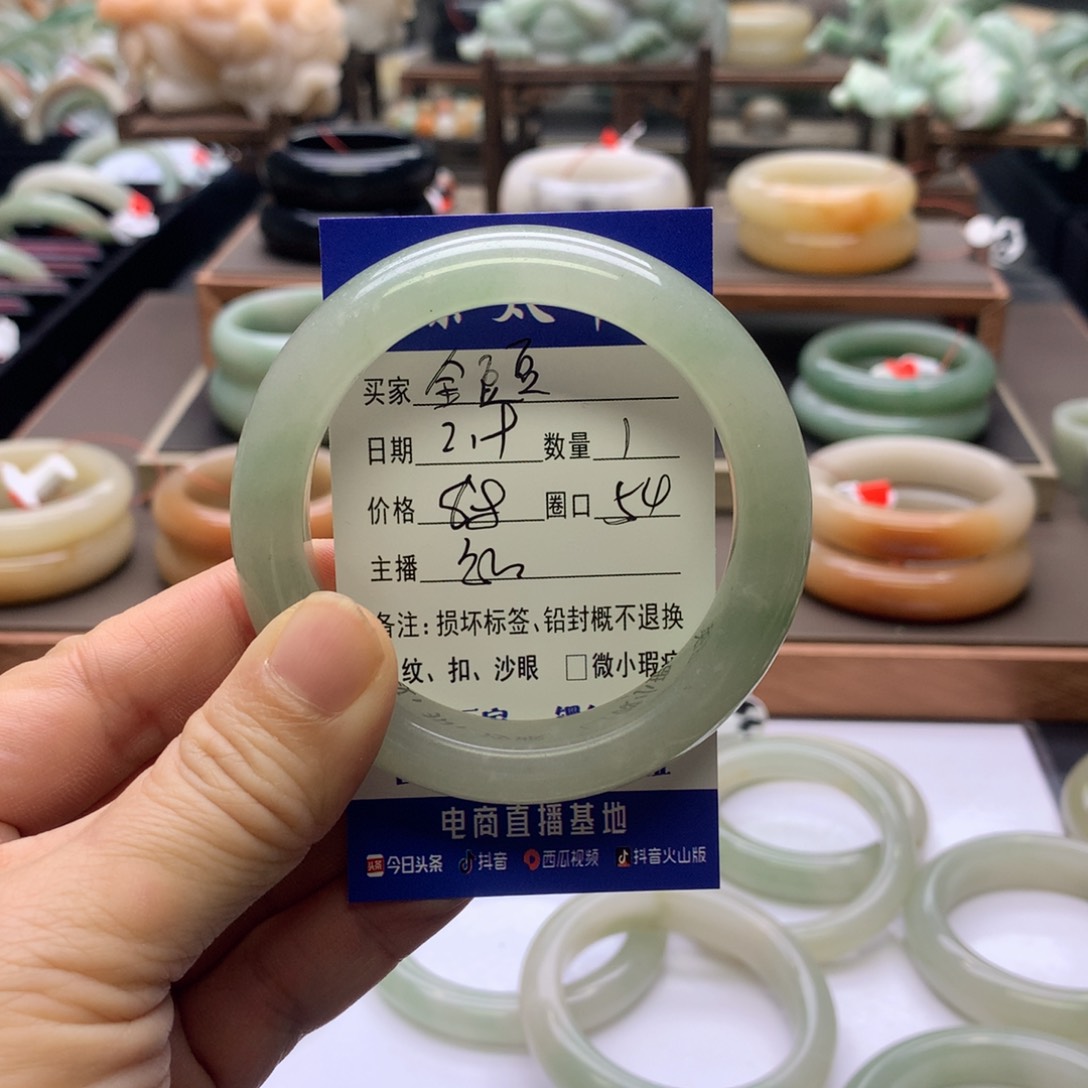 买家 金豆豆
日期 2.1 数量 1
价格 88 圈口 54
主播
备注：损坏标签、铅封概不退换
纹、扣、沙眼 □微小瑕疵
电商直播基地
今日头条 抖音 西瓜视频 抖音火山版